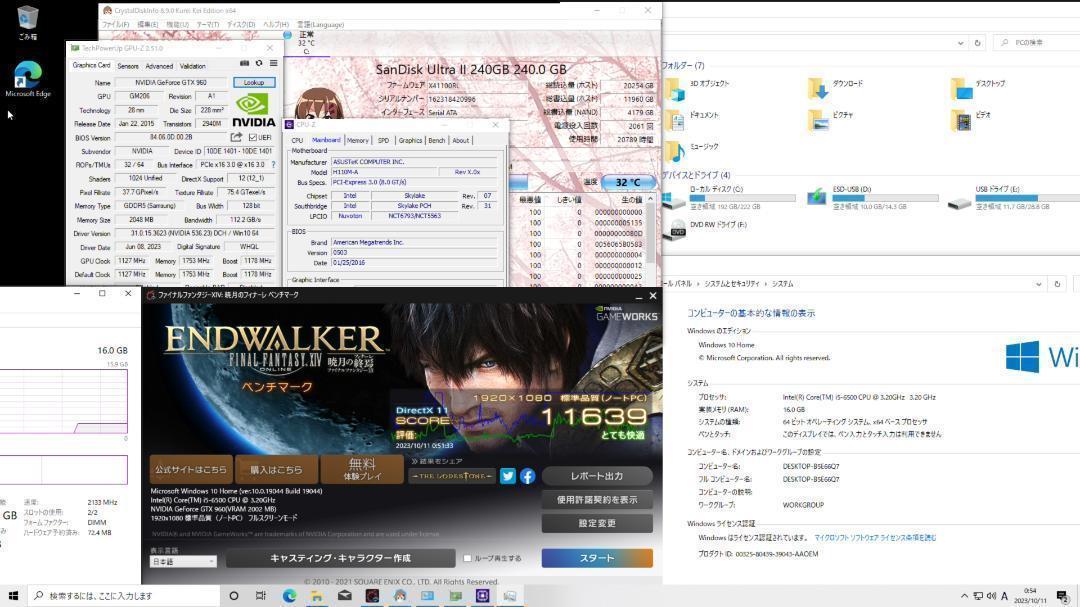 ごみ箱
Microsoft Edge
CrystalDiskInfo 8.9.0 Kurei Kei Edition x64
ファイル(F) 編集(E) 機能(U) テーマ(T) ディスク(D) ヘルプ(H) 言語(Language)
正常
32 °C
C:
SanDisk Ultra II 240GB 240.0 GB
ファームウェア X41100RL
シリアルナンバー 162318420996
インターフェース Serial ATA
総読込量 (ホスト) 20254 GB
総書込量 (ホスト) 11960 GB
総書込量 (NAND) 4179 GB
電源投入回数 2061 回
使用時間 20789 時間
温度 32 °C
最悪値 しきい値 生の値
100 0 000000000000
100 0 000000005135
100 0 00000000080D
100 0 0056065B0583
100 0 000000000004
100 0 000000000012
100 0 000000000025
TechPowerUp GPU-Z 2.51.0
Graphics Card Sensors Advanced Validation
Name NVIDIA GeForce GTX 960 Lookup
GPU GM206 Revision A1
Technology 28 nm Die Size 228 mm²
Release Date Jan 22, 2015 Transistors 2940M
NVIDIA
BIOS Version 84.06.0D.00.2B UEFI
Subvendor NVIDIA Device ID 10DE 1401 - 10DE 1401
ROPs/TMUs 32 / 64 Bus Interface PCIe x16 3.0 @ x16 3.0 ?
Shaders 1024 Unified DirectX Support 12 (12_1)
Pixel Fillrate 37.7 GPixel/s Texture Fillrate 75.4 GTexel/s
Memory Type GDDR5 (Samsung) Bus Width 128 bit
Memory Size 2048 MB Bandwidth 112.2 GB/s
Driver Version 31.0.15.3623 (NVIDIA 536.23) DCH / Win10 64
Driver Date Jun 08, 2023 Digital Signature WHQL
GPU Clock 1127 MHz Memory 1753 MHz Boost 1178 MHz
Default Clock 1127 MHz Memory 1753 MHz Boost 1178 MHz
CPU-Z
CPU Mainboard Memory SPD Graphics Bench About
Motherboard
Manufacturer ASUSTeK COMPUTER INC.
Model H110M-A Rev X.0x
Bus Specs. PCI-Express 3.0 (8.0 GT/s)
Chipset Intel Skylake Rev. 07
Southbridge Intel Skylake PCH Rev. 31
LPCIO Nuvoton NCT6793/NCT5563
BIOS
Brand American Megatrends Inc.
Version 0503
Date 01/25/2016
Graphic Interface
PCの検索
フォルダー (7)
3D オブジェクト
ダウンロード
デスクトップ
ドキュメント
ピクチャ
ビデオ
ミュージック
デバイスとドライブ (4)
ローカル ディスク (C:)
空き領域 192 GB/222 GB
ESD-USB (D:)
空き領域 10.0 GB/14.3 GB
USB ドライブ (E:)
空き領域 11.7 GB/28.8 GB
DVD RW ドライブ (F:)
ール パネル › システムとセキュリティ › システム
コンピューターの基本的な情報の表示
Windows のエディション
Windows 10 Home
© Microsoft Corporation. All rights reserved.
Wi
システム
プロセッサ: Intel(R) Core(TM) i5-6500 CPU @ 3.20GHz 3.20 GHz
実装メモリ (RAM): 16.0 GB
システムの種類: 64 ビット オペレーティング システム、x64 ベース プロセッサ
ペンとタッチ: このディスプレイでは、ペン入力とタッチ入力は利用できません
コンピューター名、ドメインおよびワークグループの設定
コンピューター名: DESKTOP-BSE66Q7
フル コンピューター名: DESKTOP-BSE66Q7
コンピューターの説明:
ワークグループ: WORKGROUP
Windows ライセンス認証
Windows はライセンス認証されています。 マイクロソフト ソフトウェア ライセンス条項を読む
プロダクト ID: 00325-80439-39043-AAOEM
16.0 GB
15.9 GB
0
速度: 2133 MHz
スロットの使用: 2/2
フォーム ファクター: DIMM
ハードウェア予約済み: 72.4 MB
GB
ファイナルファンタジーXIV: 暁月のフィナーレ ベンチマーク
NVIDIA
GAMEWORKS
ENDWALKER
FINAL FANTASY XIV
ONLINE
暁月の終焉
ベンチマーク
1920×1080 標準品質(ノートPC)
DirectX 11
SCORE 11639
評価: とても快適
2023/10/11 0:51:33
公式サイトはこちら
購入はこちら
無料
体験プレイ
結果をシェア
THE LODESTONE
レポート出力
使用許諾契約を表示
設定変更
Microsoft Windows 10 Home (ver.10.0.19044 Build 19044)
Intel(R) Core(TM) i5-6500 CPU @ 3.20GHz
NVIDIA GeForce GTX 960(VRAM 2002 MB)
1920x1080 標準品質 (ノートPC) フルスクリーンモード
NVIDIA® and NVIDIA GameWorks™ are trademarks of NVIDIA Corporation. and are used under license.
表示言語
日本語
キャスティング・キャラクター作成
ループ再生する
スタート
© 2010 - 2021 SQUARE ENIX CO., LTD. All Rights Reserved.
検索するには、ここに入力します
A
0:54
2023/10/11
2